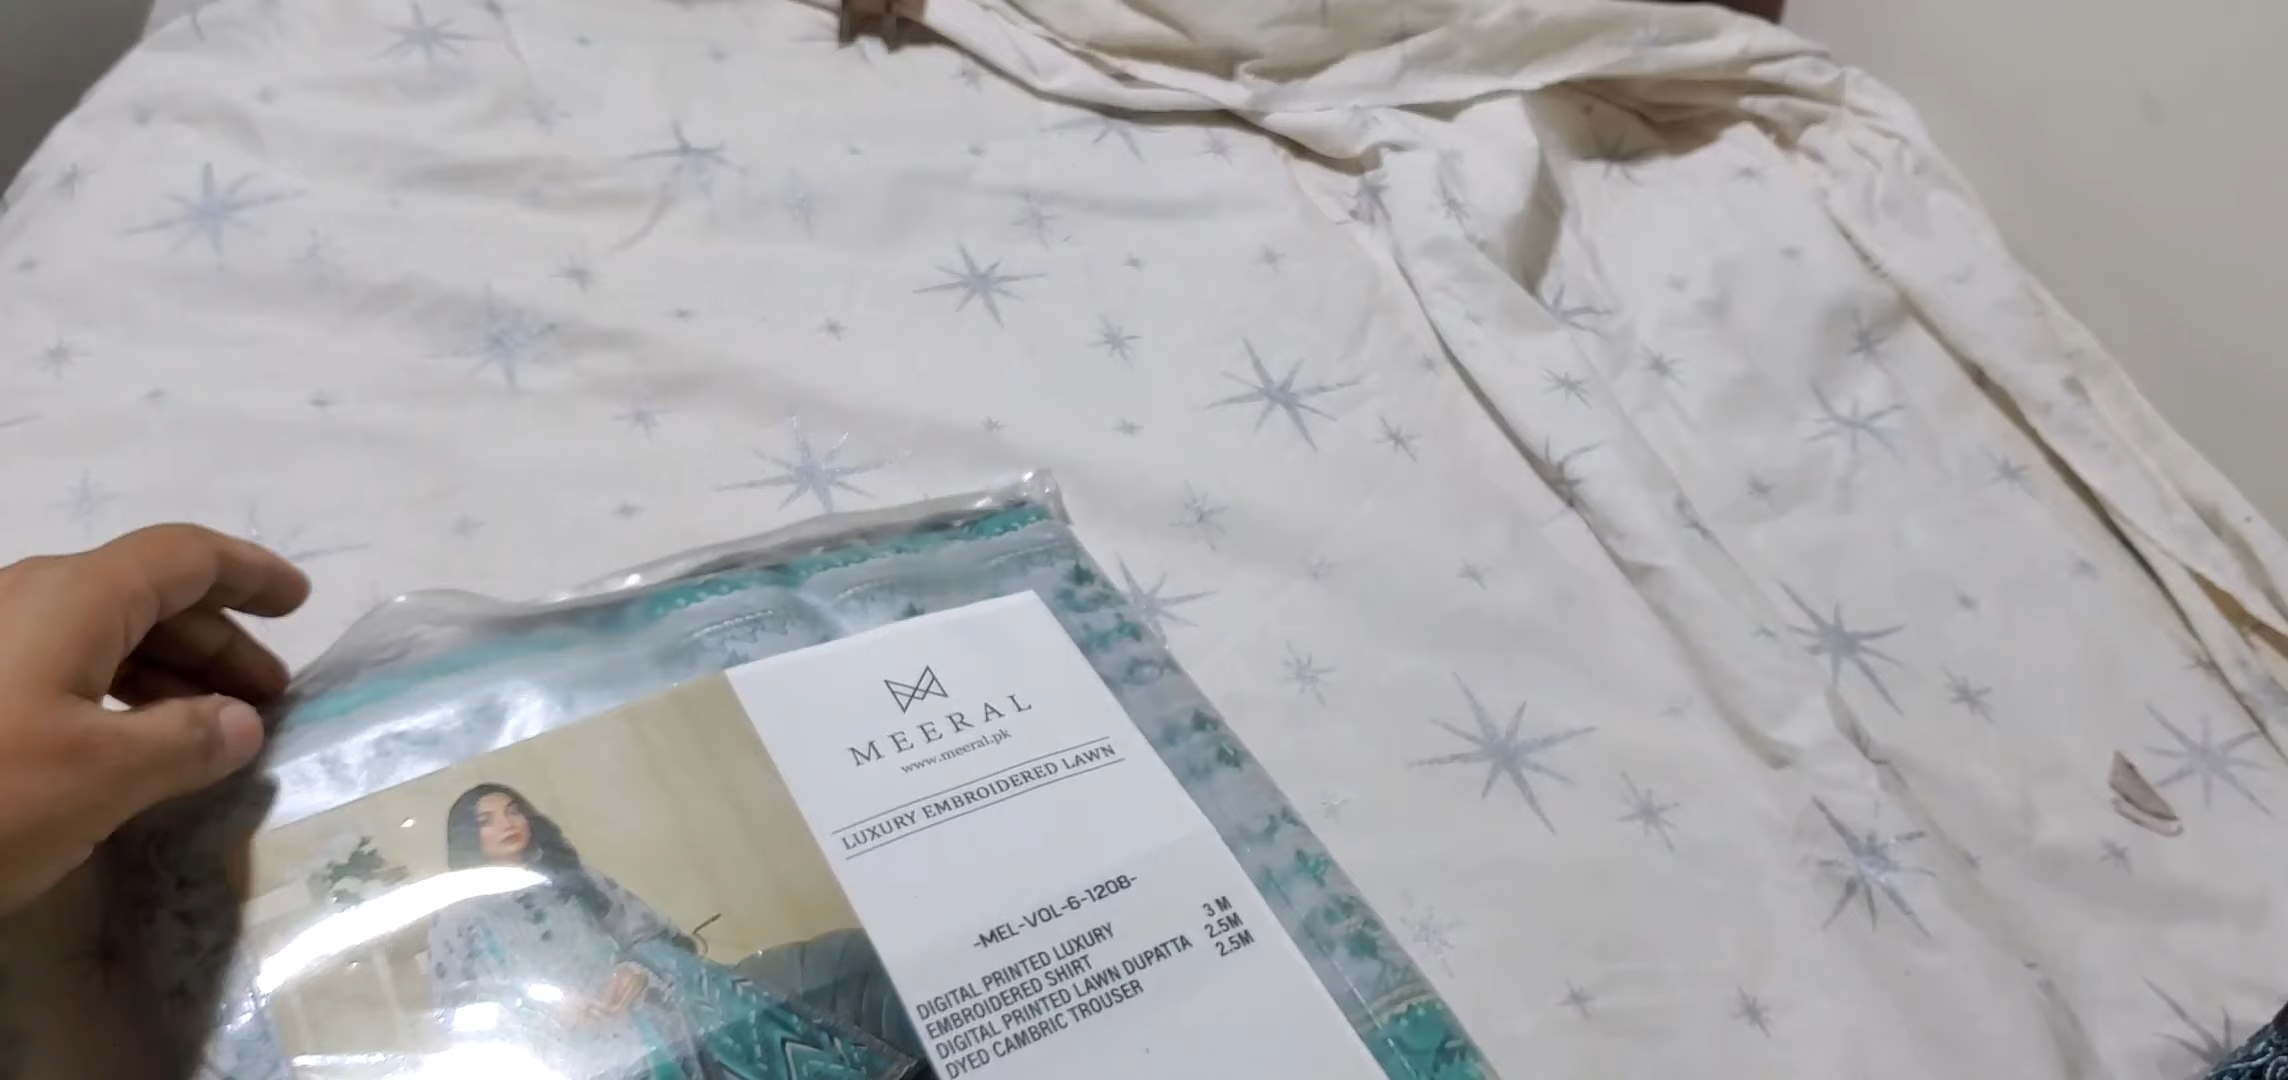 MEERAL
www.meeral.pk
LUXURY EMBROIDERED LAWN
-MEL-VOL-6-1208-
DIGITAL PRINTED LUXURY 3 M
EMBROIDERED SHIRT
DIGITAL PRINTED LAWN DUPATTA 2.5M
DYED CAMBRIC TROUSER 2.5M